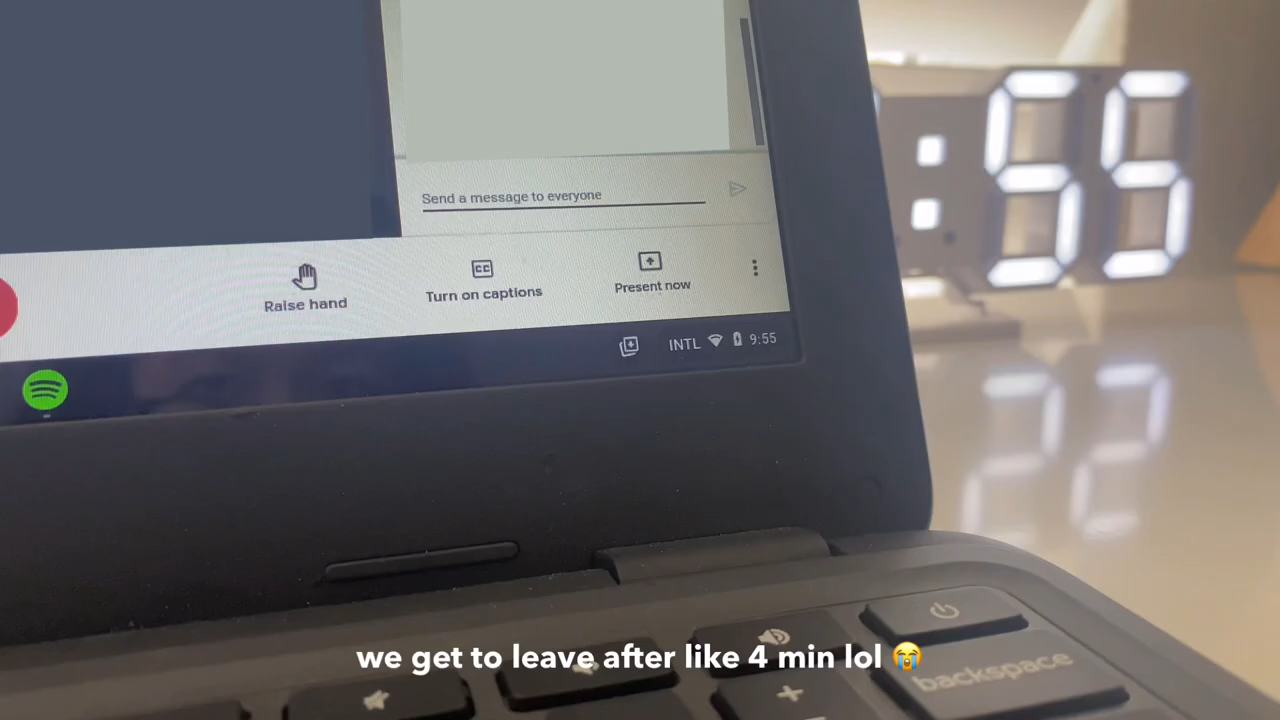 Send a message to everyone
Raise hand
Turn on captions
Present now
INTL 9:55
:55
we get to leave after like 4 min lol 😭
backspace